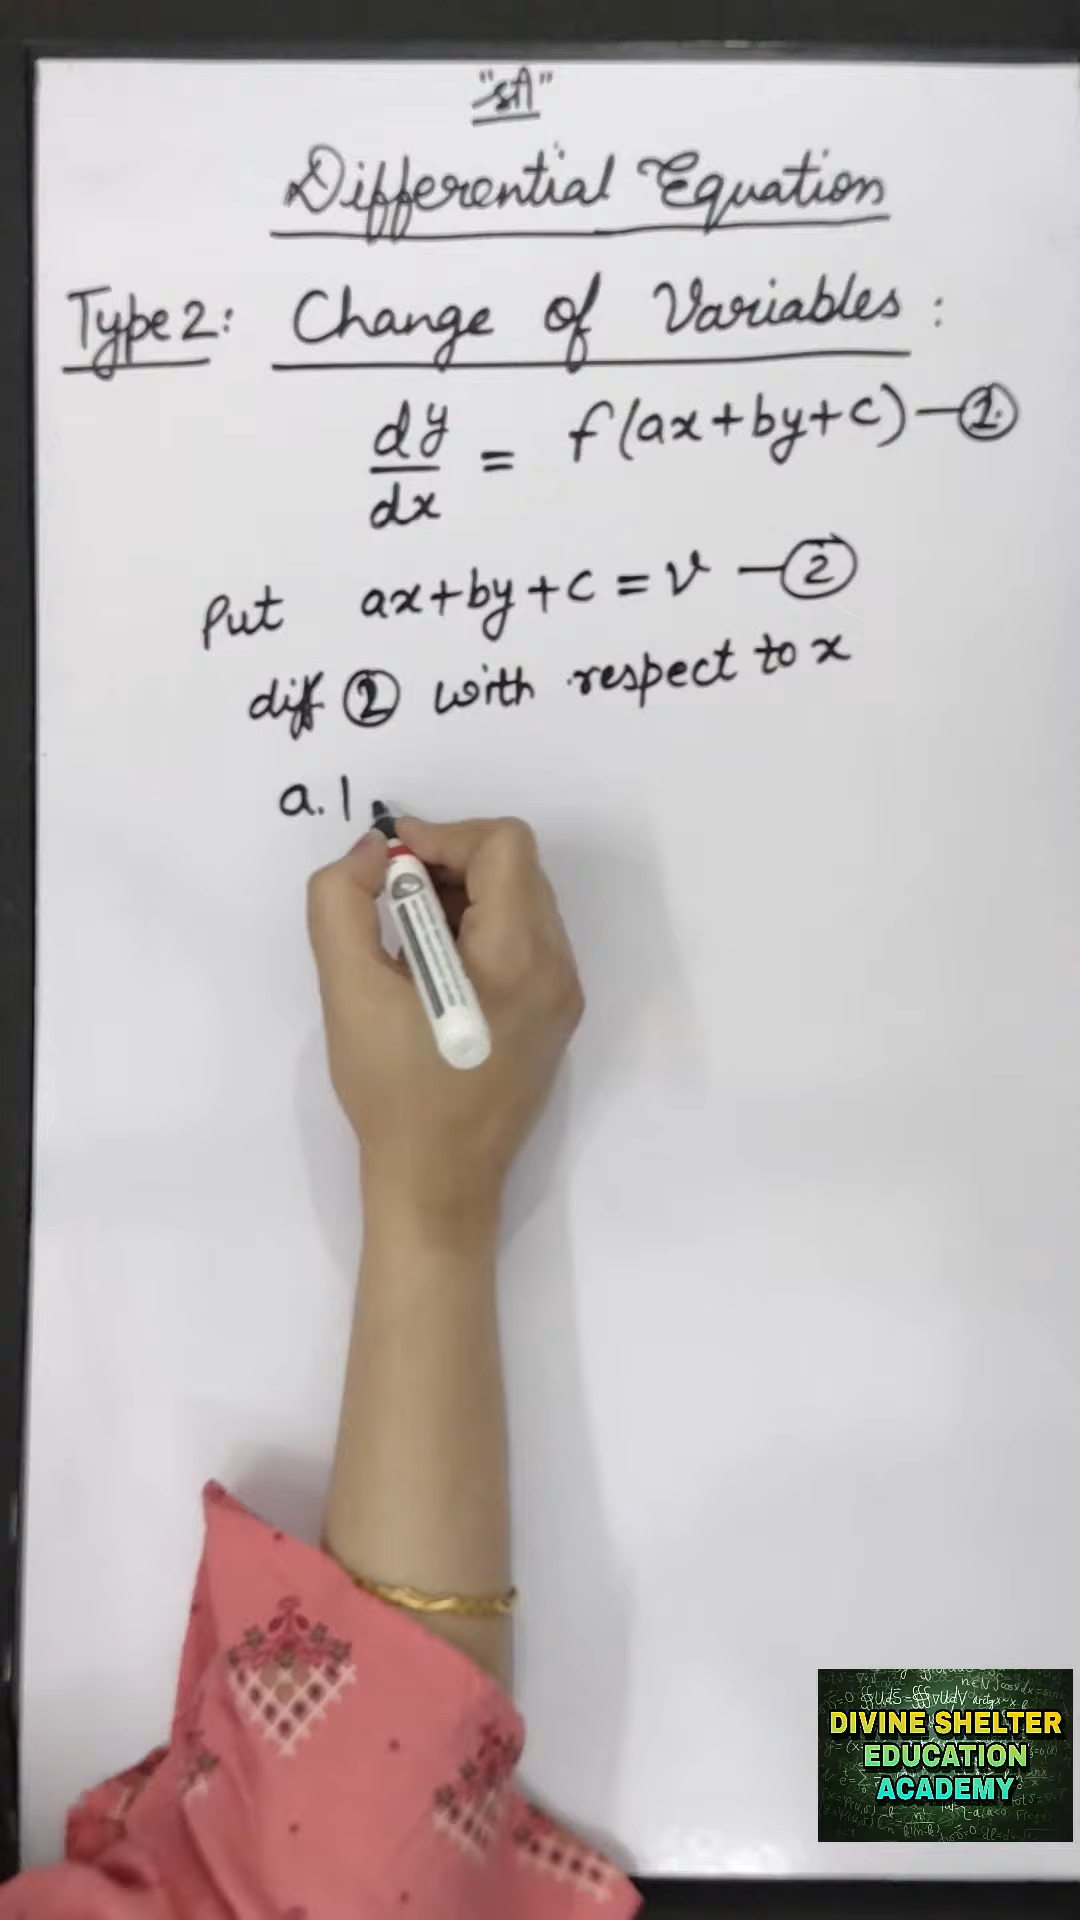 Differential Equation
Type 2: Change of Variables:
dy/dx = f(ax+by+c) — ①
Put ax+by+c = v — ②
diff ② with respect to x
a.1
DIVINE SHELTER
EDUCATION
ACADEMY